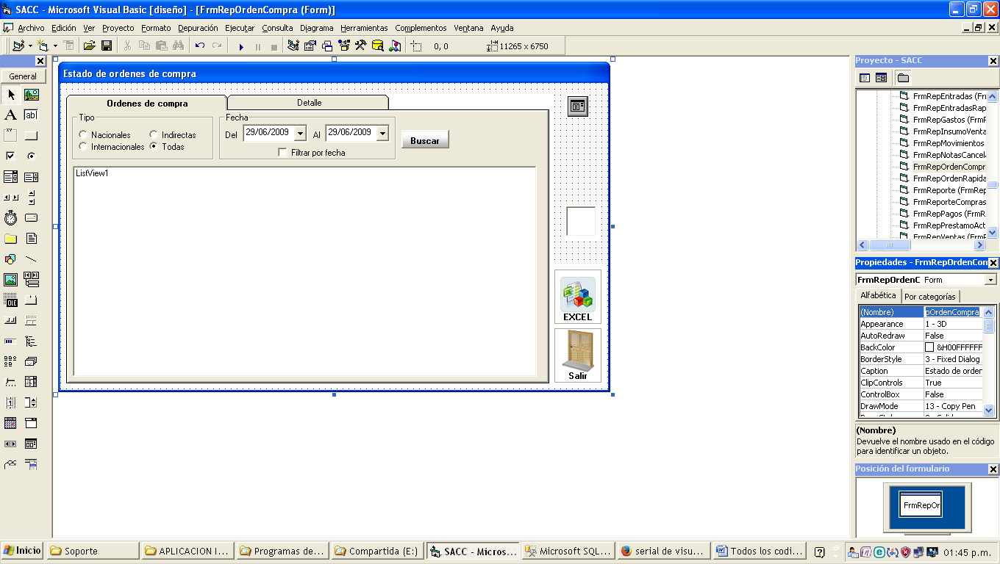 SACC - Microsoft Visual Basic [diseño] - [FrmRepOrdenCompra (Form)]
Archivo Edición Ver Proyecto Formato Depuración Ejecutar Consulta Diagrama Herramientas Complementos Ventana Ayuda
0, 0 11265 x 6750
General
A
ab
xy
OLE
Estado de ordenes de compra
Ordenes de compra Detalle
Tipo
Nacionales Indirectas
Internacionales Todas
Fecha
Del 29/06/2009 Al 29/06/2009
Filtrar por fecha
Buscar
ListView1
EXCEL
Salir
Proyecto - SACC
FrmRepEntradas (Fr
FrmRepEntradasRap
FrmRepGastos (FrmF
FrmRepInsumoVenta
FrmRepMovimientos
FrmRepNotasCancela
FrmRepOrdenCompr
FrmRepOrdenRapida
FrmReporte (FrmRep
FrmReporteCompras
FrmRepPagos (FrmR
FrmRepPrestamoAct
FrmRepVentas (FrmF
Propiedades - FrmRepOrdenCom
FrmRepOrdenC Form
Alfabética Por categorías
(Nombre) pOrdenCompra
Appearance 1 - 3D
AutoRedraw False
BackColor &H00FFFFFF
BorderStyle 3 - Fixed Dialog
Caption Estado de orden
ClipControls True
ControlBox False
DrawMode 13 - Copy Pen
(Nombre)
Devuelve el nombre usado en el código
para identificar un objeto.
Posición del formulario
FrmRepOr
Inicio Soporte APLICACION I... Programas de... Compartida (E:) SACC - Micros... Microsoft SQL... serial de visu... Todos los codi... 01:45 p.m.